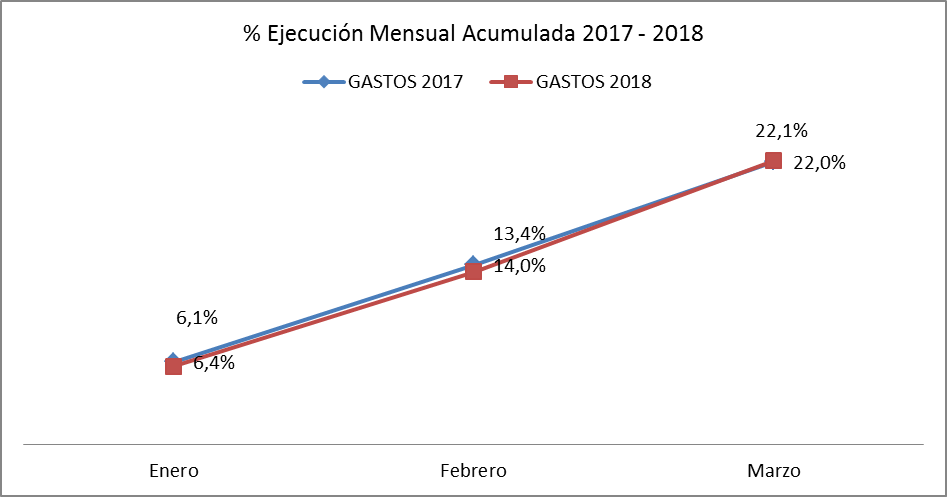 % Ejecución Mensual Acumulada 2017 - 2018
GASTOS 2017 GASTOS 2018
22,1%
22,0%
13,4%
14,0%
6,1%
6,4%
Enero Febrero Marzo